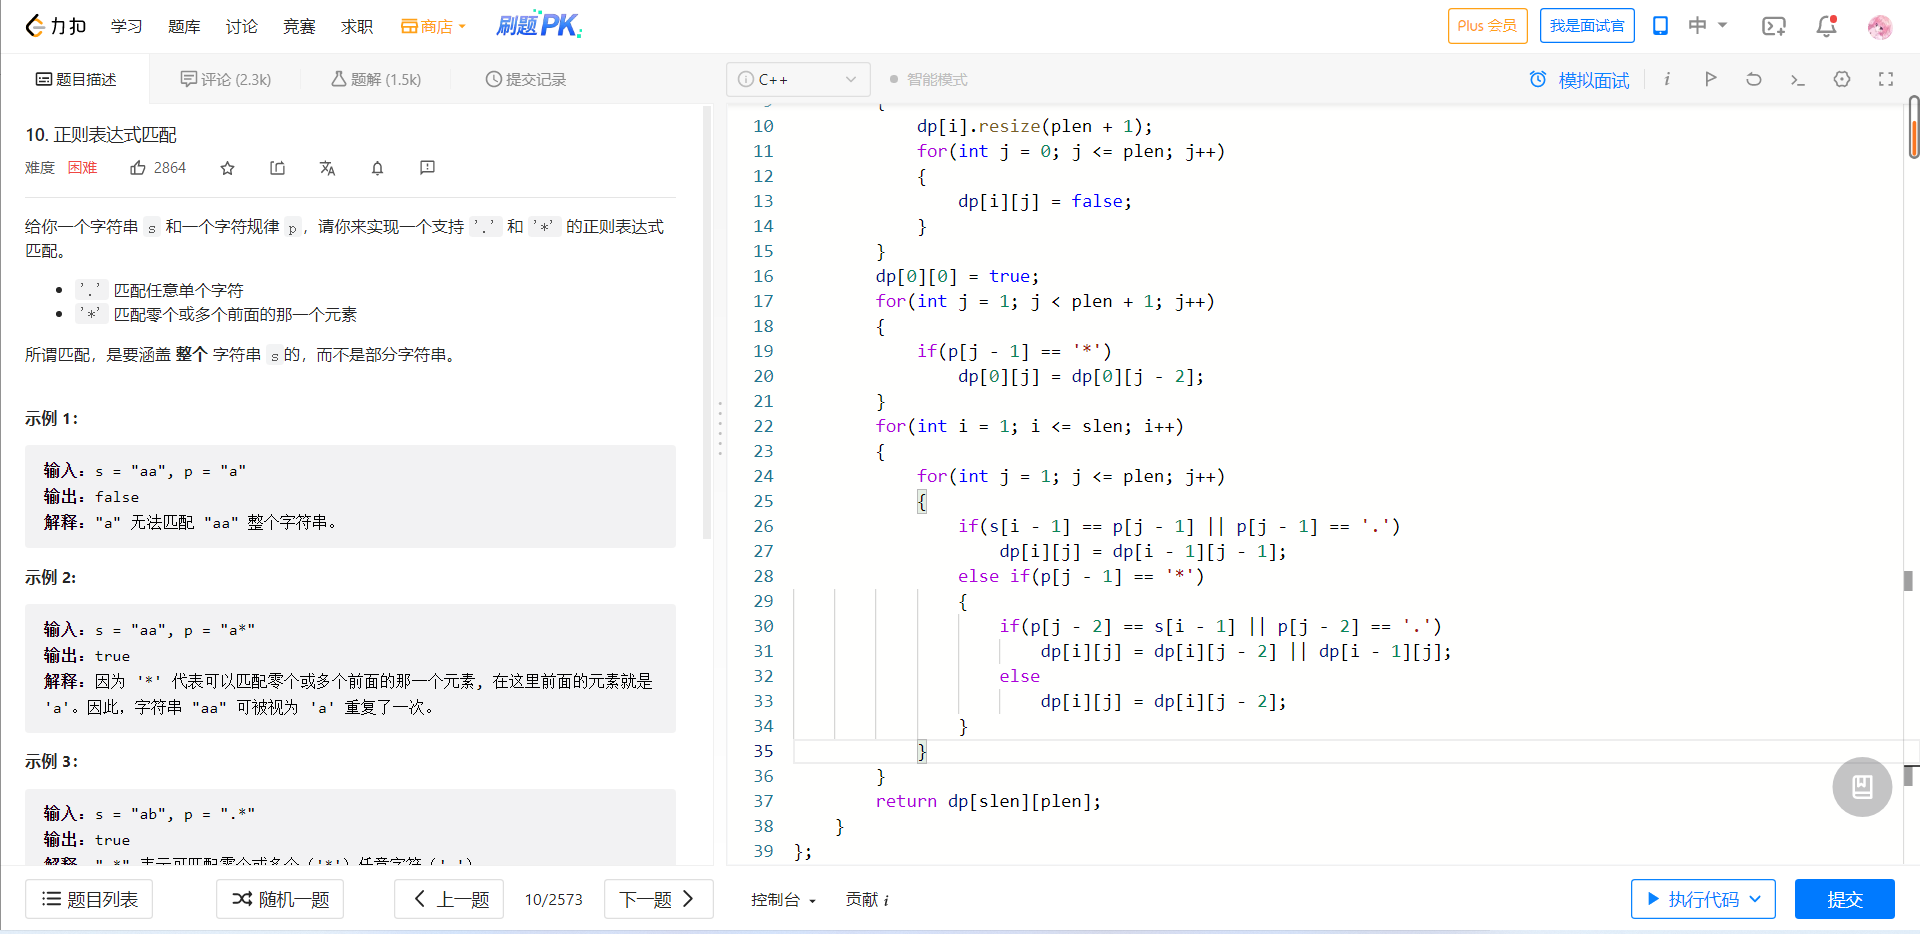 力扣 学习 题库 讨论 竞赛 求职 商店 刷题PK Plus 会员 我是面试官 中
题目描述 评论 (2.3k) 题解 (1.5k) 提交记录
10. 正则表达式匹配
难度 困难 2864
给你一个字符串 s 和一个字符规律 p，请你来实现一个支持 '.' 和 '*' 的正则表达式
匹配。
• '.' 匹配任意单个字符
• '*' 匹配零个或多个前面的那一个元素
所谓匹配，是要涵盖 整个 字符串 s 的，而不是部分字符串。
示例 1：
输入：s = "aa", p = "a"
输出：false
解释："a" 无法匹配 "aa" 整个字符串。
示例 2:
输入：s = "aa", p = "a*"
输出：true
解释：因为 '*' 代表可以匹配零个或多个前面的那一个元素, 在这里前面的元素就是
'a'。因此，字符串 "aa" 可被视为 'a' 重复了一次。
示例 3：
输入：s = "ab", p = ".*"
输出：true
解释：".*" 表示可匹配零个或多个（'*'）任意字符（'.'）
题目列表 随机一题 上一题 10/2573 下一题
C++ 智能模式 模拟面试
{
10 dp[i].resize(plen + 1);
11 for(int j = 0; j <= plen; j++)
12 {
13 dp[i][j] = false;
14 }
15 }
16 dp[0][0] = true;
17 for(int j = 1; j < plen + 1; j++)
18 {
19 if(p[j - 1] == '*')
20 dp[0][j] = dp[0][j - 2];
21 }
22 for(int i = 1; i <= slen; i++)
23 {
24 for(int j = 1; j <= plen; j++)
25 {
26 if(s[i - 1] == p[j - 1] || p[j - 1] == '.')
27 dp[i][j] = dp[i - 1][j - 1];
28 else if(p[j - 1] == '*')
29 {
30 if(p[j - 2] == s[i - 1] || p[j - 2] == '.')
31 dp[i][j] = dp[i][j - 2] || dp[i - 1][j];
32 else
33 dp[i][j] = dp[i][j - 2];
34 }
35 }
36 }
37 return dp[slen][plen];
38 }
39 };
控制台 贡献 i 执行代码 提交